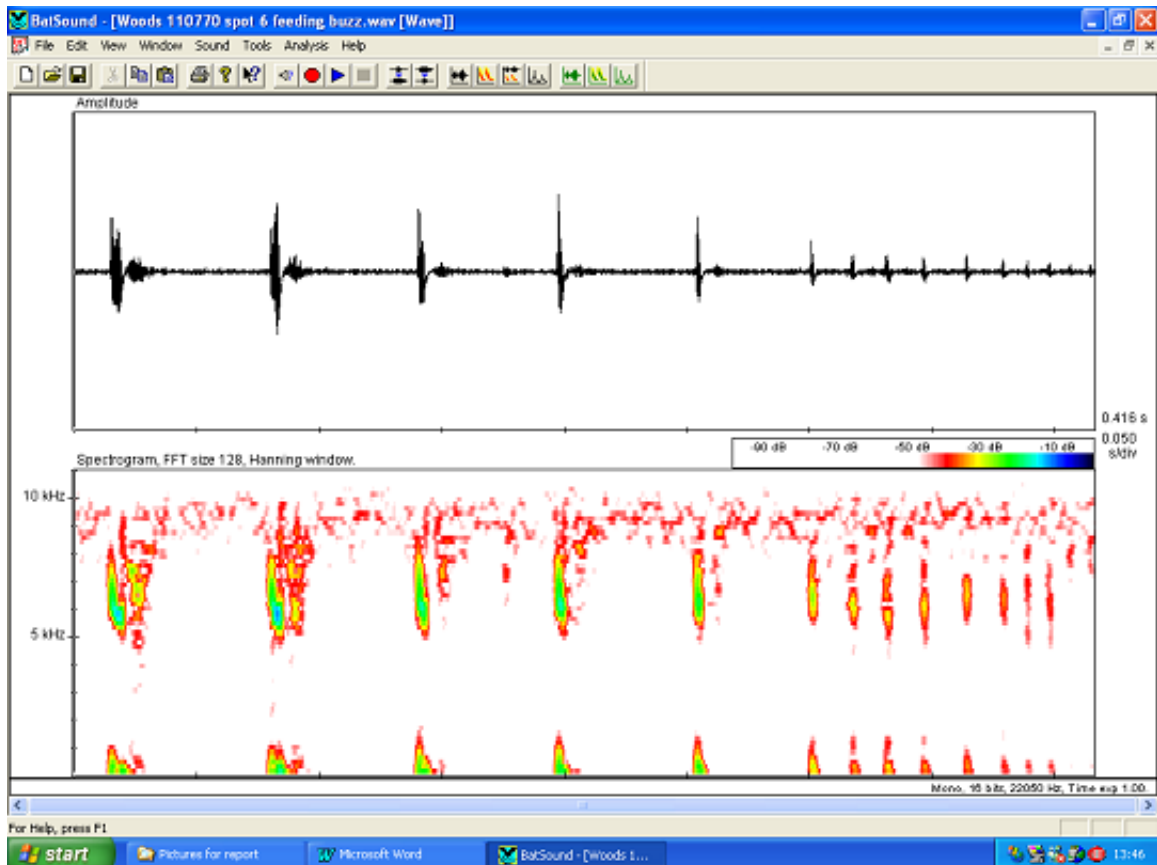 BatSound - [Woods 110770 spot 6 feeding buzz.wav [Wave]]
File Edit View Window Sound Tools Analysis Help
Amplitude
0.416 s
0.050
s/div
-90 dB -70 dB -50 dB -30 dB -10 dB
Spectrogram, FFT size 128, Hanning window.
10 kHz
5 kHz
Mono, 16 bits, 22050 Hz, Time exp 1.00.
For Help, press F1
start Pictures for report Microsoft Word BatSound - [Woods 1... 13:46